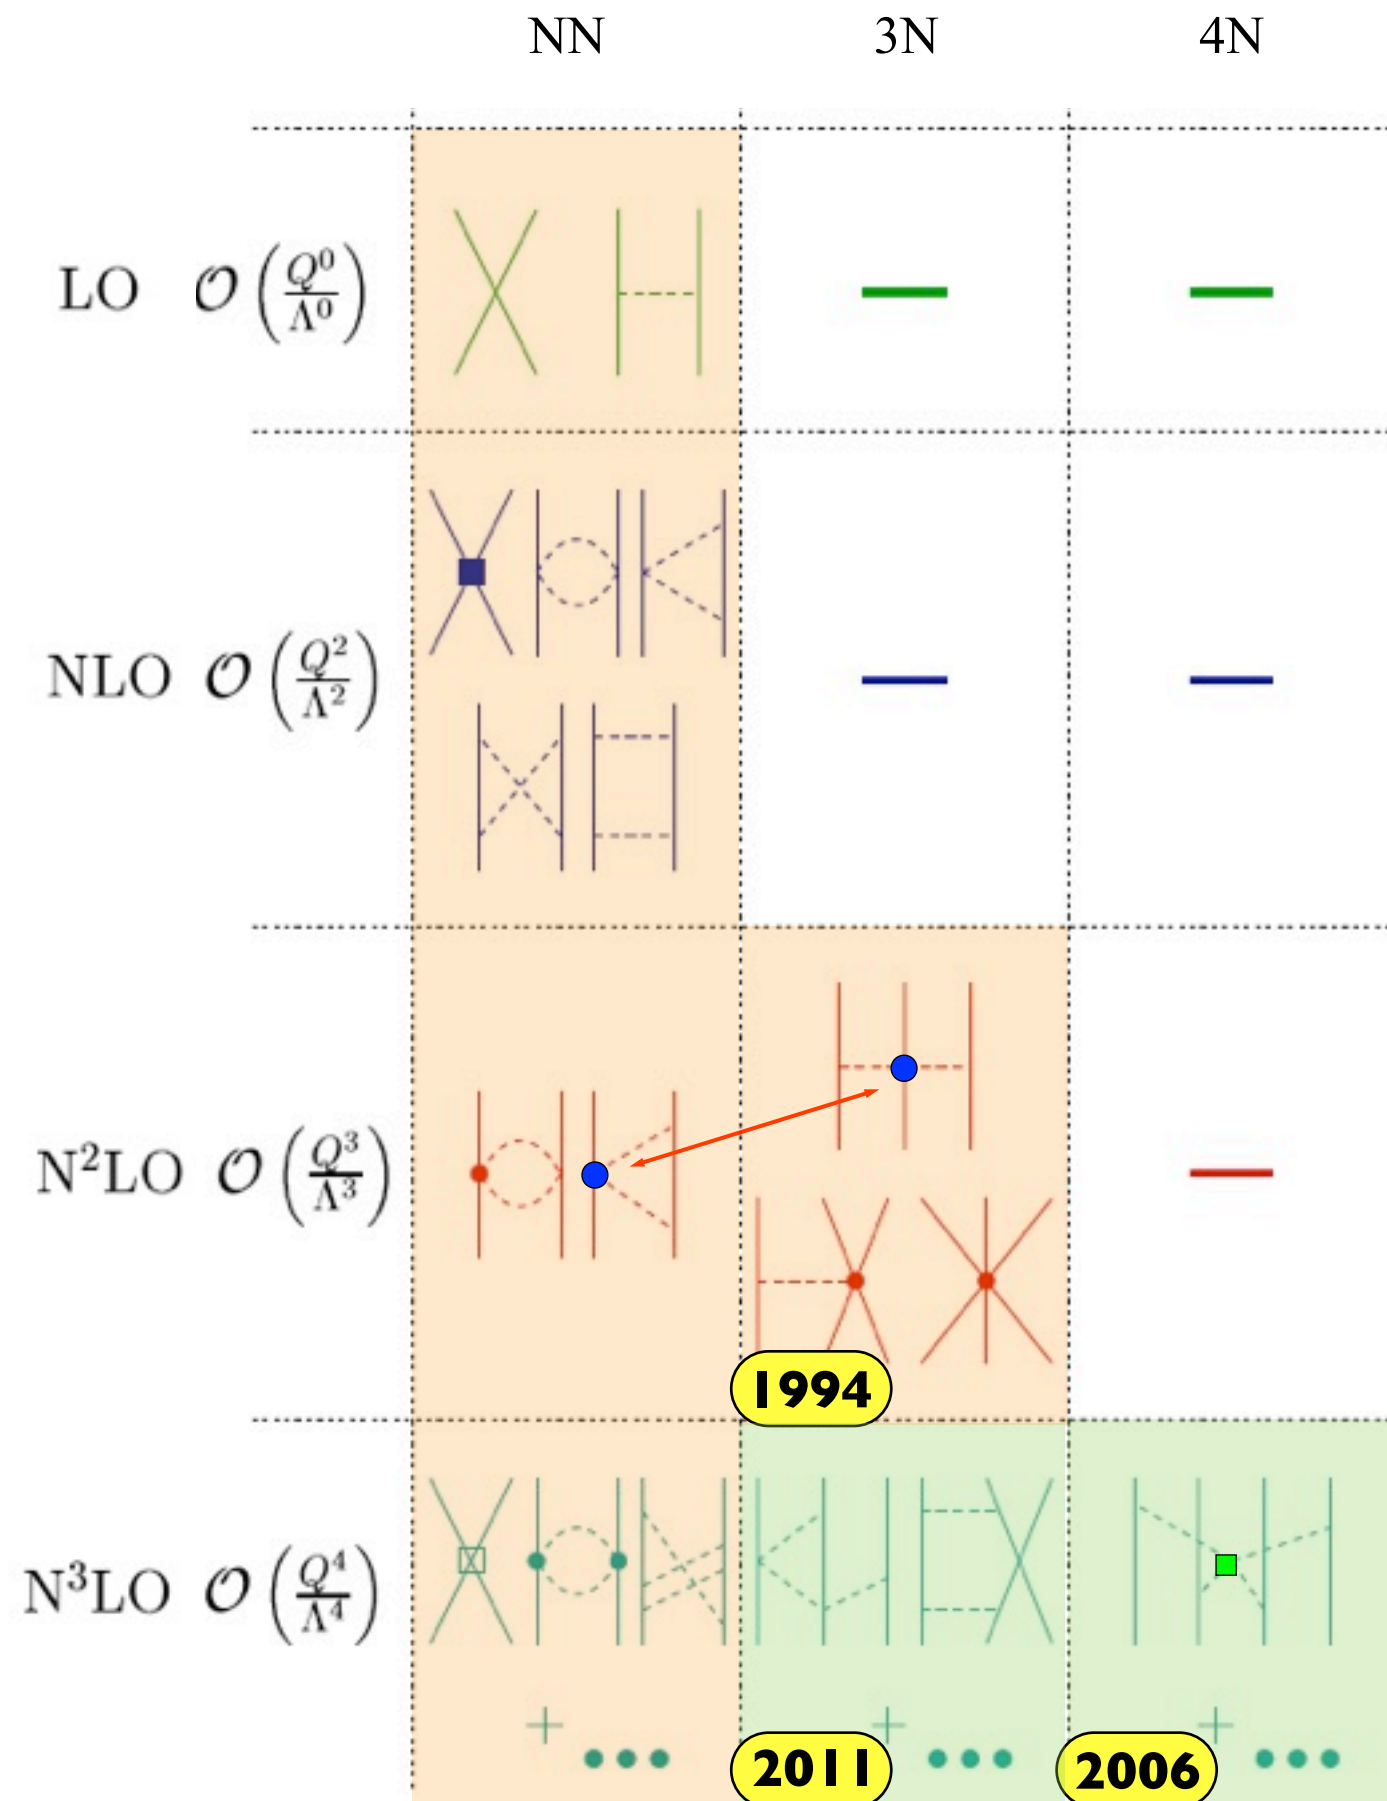 NN 3N 4N
LO 𝒪(Q⁰/Λ⁰)
NLO 𝒪(Q²/Λ²)
N²LO 𝒪(Q³/Λ³)
1994
N³LO 𝒪(Q⁴/Λ⁴)
+ ••• 2011 + ••• 2006 + •••